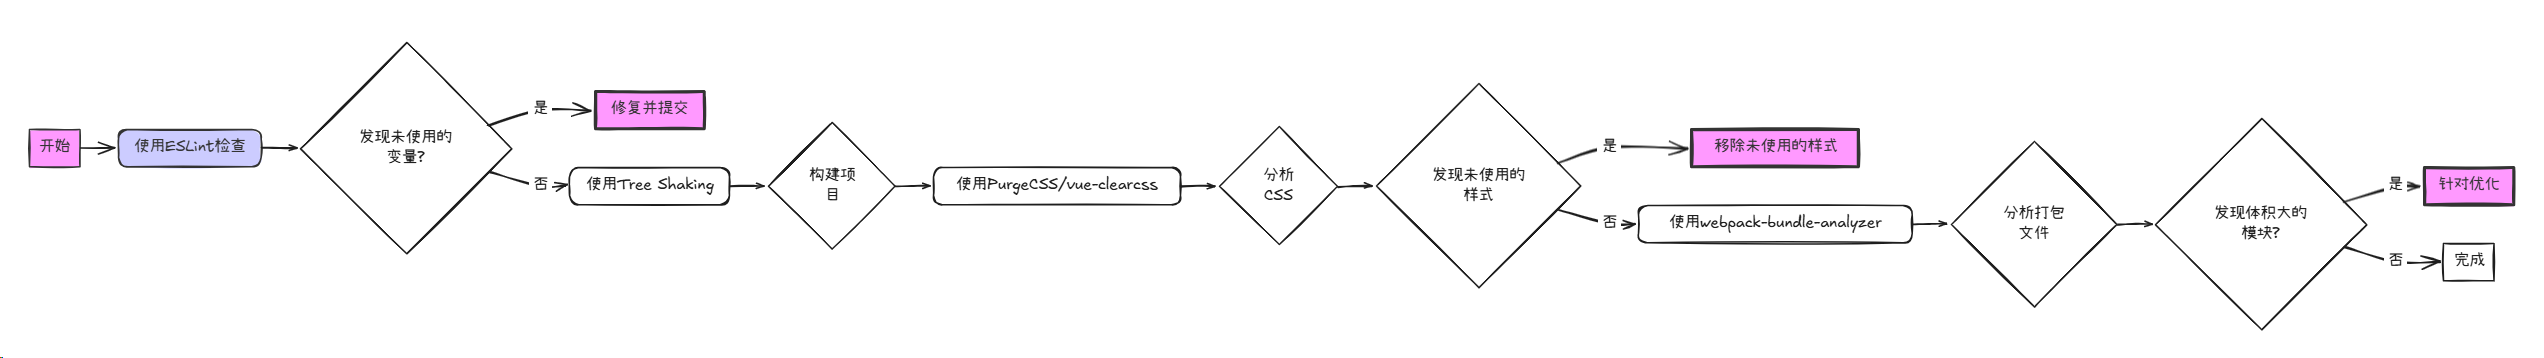 开始
使用ESLint检查
发现未使用的
变量?
是
修复并提交
否
使用Tree Shaking
构建项
目
使用PurgeCSS/vue-clearcss
分析
CSS
发现未使用的
样式
是
移除未使用的样式
否
使用webpack-bundle-analyzer
分析打包
文件
发现体积大的
模块?
是
针对优化
否
完成